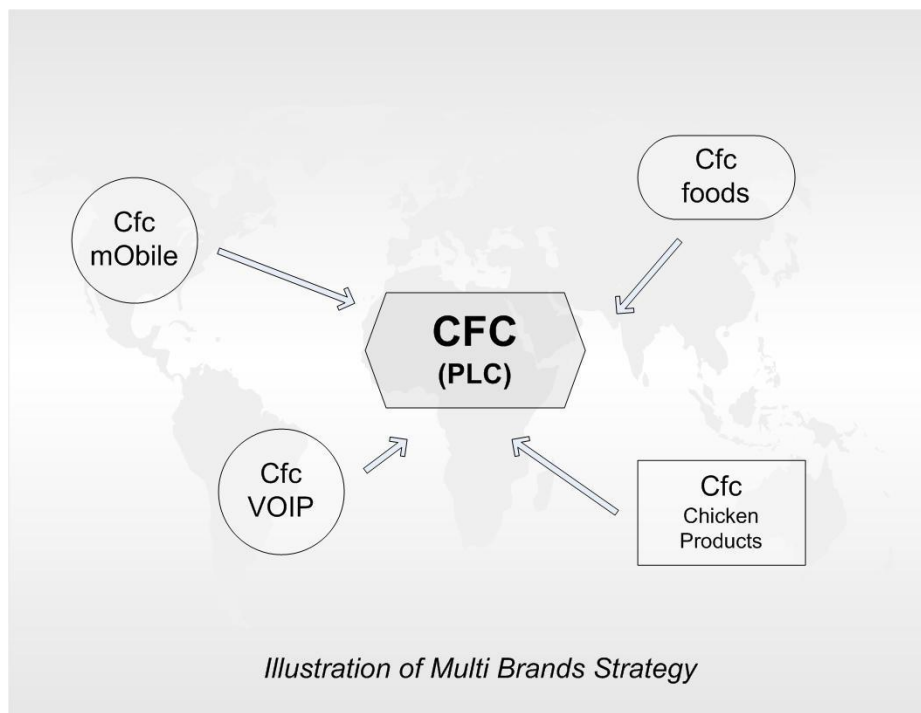 Cfc
foods
Cfc
mObile
CFC
(PLC)
Cfc
VOIP
Cfc
Chicken
Products
Illustration of Multi Brands Strategy